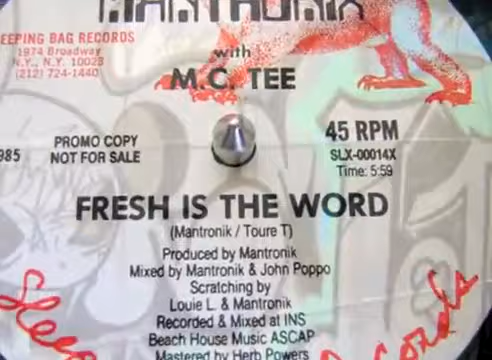 MANTRONIX
EEPING BAG RECORDS
1974 Broadway
N.Y., N.Y. 10023
(212) 724-1440
with
M.C. TEE
985
PROMO COPY
NOT FOR SALE
45 RPM
SLX-00014X
Time: 5:59
FRESH IS THE WORD
(Mantronik / Toure T)
Produced by Mantronik
Mixed by Mantronik & John Poppo
Scratching by
Louie L. & Mantronik
Recorded & Mixed at INS
Beach House Music ASCAP
Mastered by Herb Powers